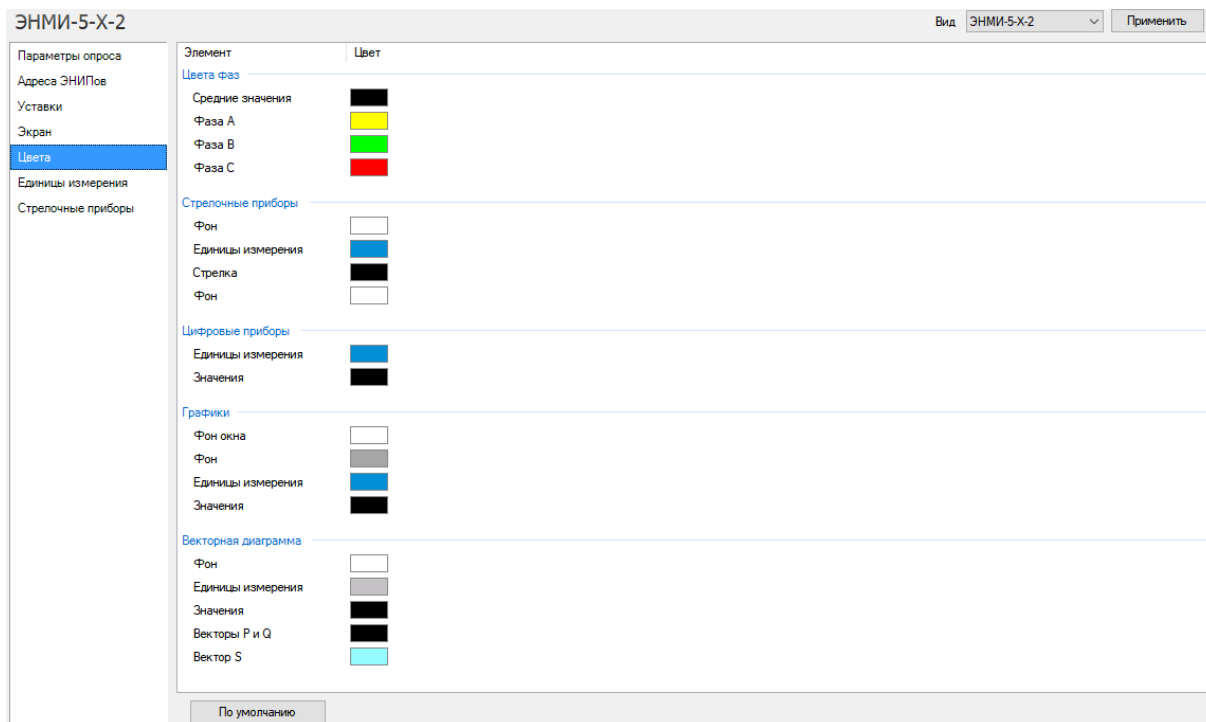 ЭНМИ-5-X-2
Вид ЭНМИ-5-X-2 Применить
Параметры опроса
Адреса ЭНИПов
Уставки
Экран
Цвета
Единицы измерения
Стрелочные приборы
Элемент Цвет
Цвета фаз
Средние значения
Фаза A
Фаза B
Фаза C
Стрелочные приборы
Фон
Единицы измерения
Стрелка
Фон
Цифровые приборы
Единицы измерения
Значения
Графики
Фон окна
Фон
Единицы измерения
Значения
Векторная диаграмма
Фон
Единицы измерения
Значения
Векторы P и Q
Вектор S
По умолчанию